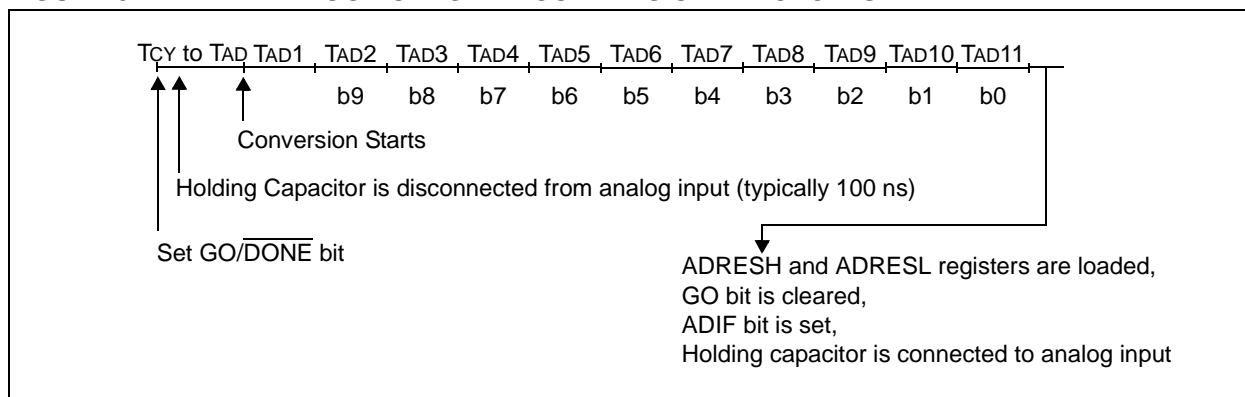 TCY to TAD TAD1 TAD2 TAD3 TAD4 TAD5 TAD6 TAD7 TAD8 TAD9 TAD10 TAD11
b9 b8 b7 b6 b5 b4 b3 b2 b1 b0
Conversion Starts
Holding Capacitor is disconnected from analog input (typically 100 ns)
Set GO/DONE bit
ADRESH and ADRESL registers are loaded,
GO bit is cleared,
ADIF bit is set,
Holding capacitor is connected to analog input